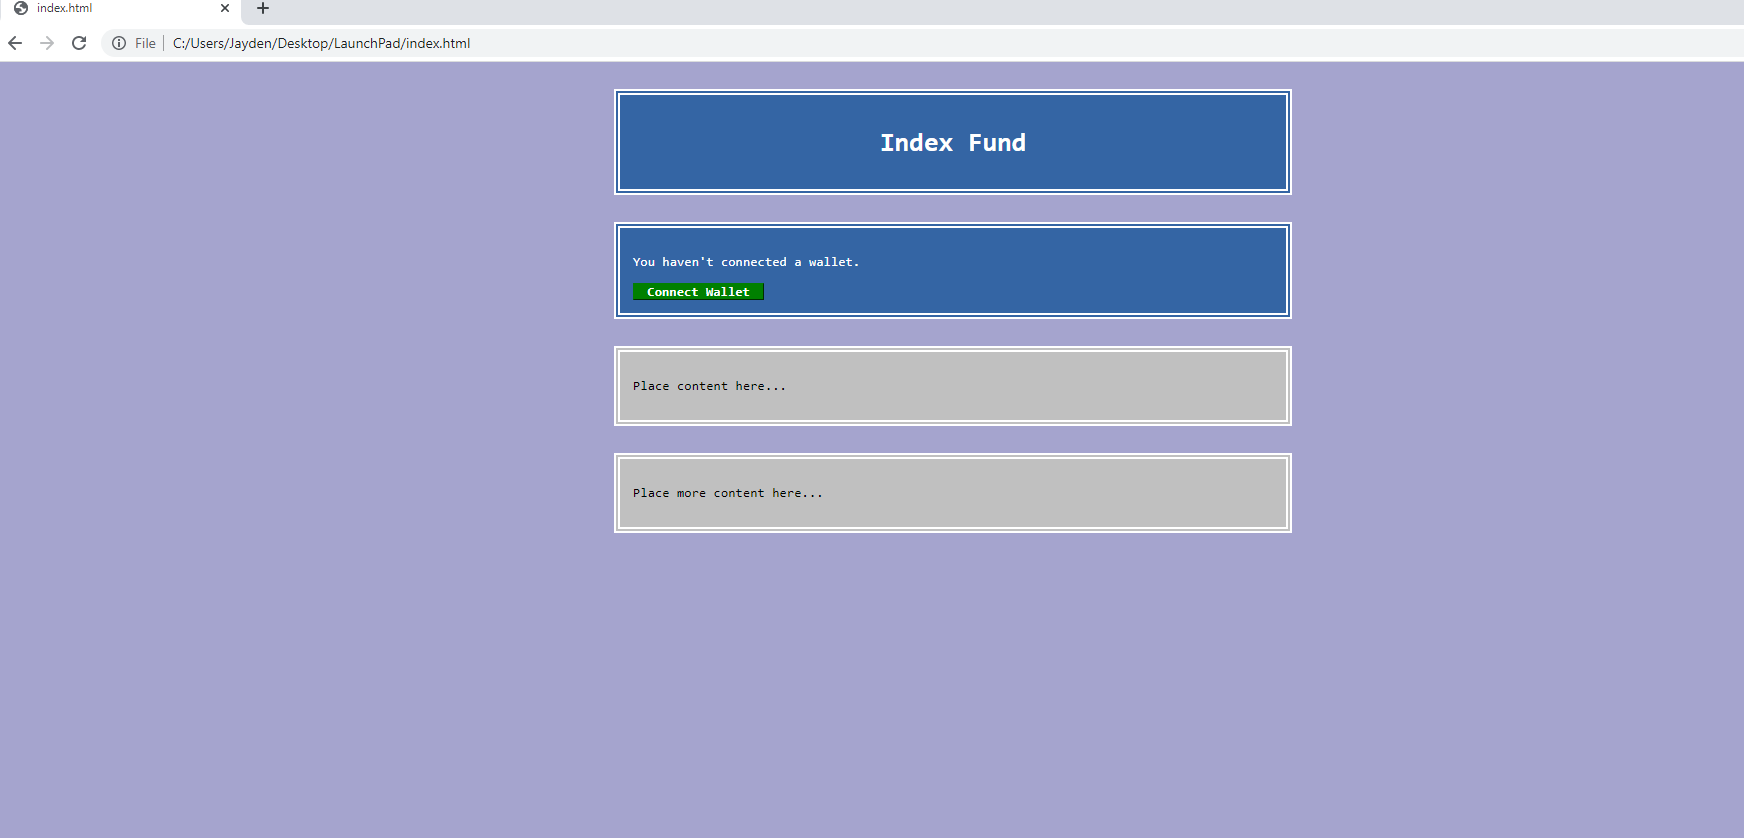 index.html
File C:/Users/Jayden/Desktop/LaunchPad/index.html
Index Fund
You haven't connected a wallet.
Connect Wallet
Place content here...
Place more content here...